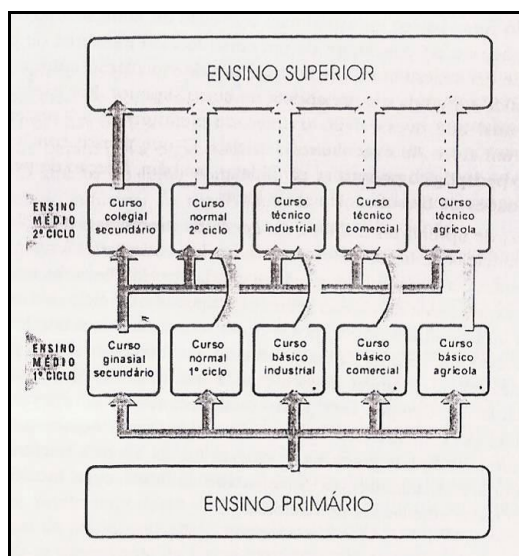 ENSINO SUPERIOR
ENSINO
MÉDIO
2º CICLO
Curso
colegial
secundário
Curso
normal
2º ciclo
Curso
técnico
industrial
Curso
técnico
comercial
Curso
técnico
agrícola
ENSINO
MÉDIO
1º CICLO
Curso
ginasial
secundário
Curso
normal
1º ciclo
Curso
básico
industrial
Curso
básico
comercial
Curso
básico
agrícola
ENSINO PRIMÁRIO